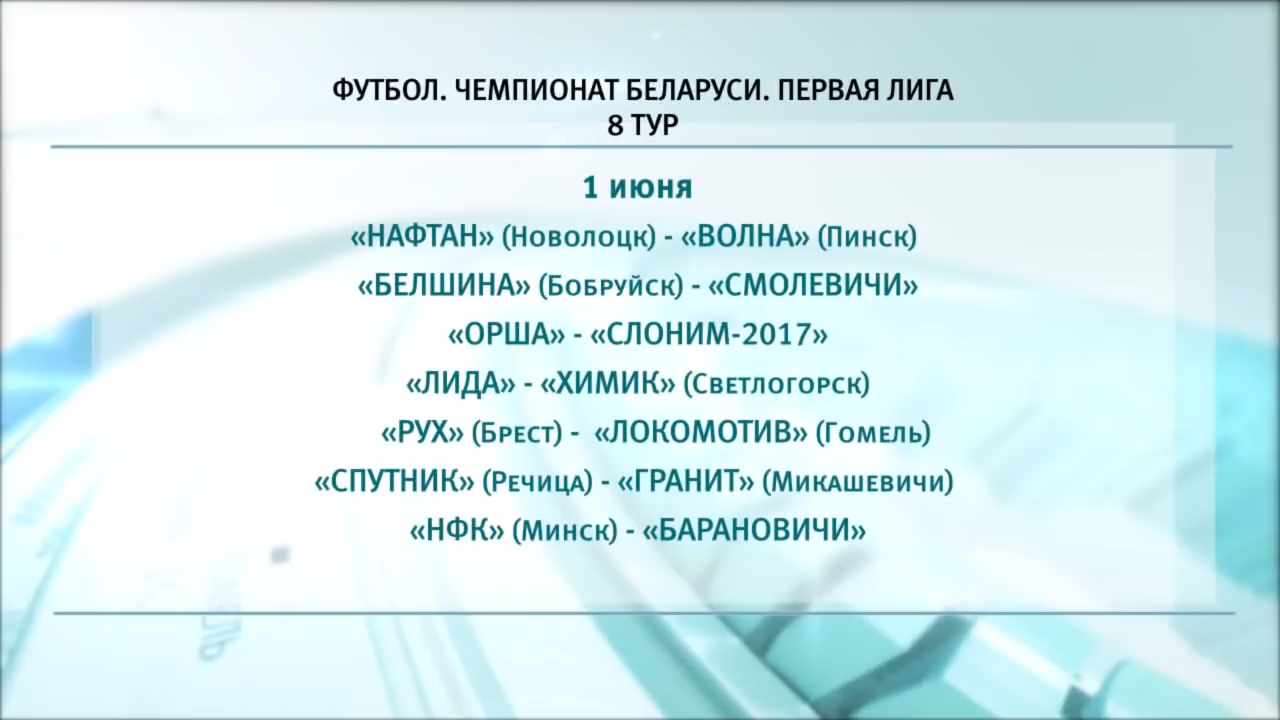 ФУТБОЛ. ЧЕМПИОНАТ БЕЛАРУСИ. ПЕРВАЯ ЛИГА
8 ТУР
1 июня
«НАФТАН» (Новолоцк) - «ВОЛНА» (Пинск)
«БЕЛШИНА» (Бобруйск) - «СМОЛЕВИЧИ»
«ОРША» - «СЛОНИМ-2017»
«ЛИДА» - «ХИМИК» (Светлогорск)
«РУХ» (Брест) - «ЛОКОМОТИВ» (Гомель)
«СПУТНИК» (Речица) - «ГРАНИТ» (Микашевичи)
«НФК» (Минск) - «БАРАНОВИЧИ»